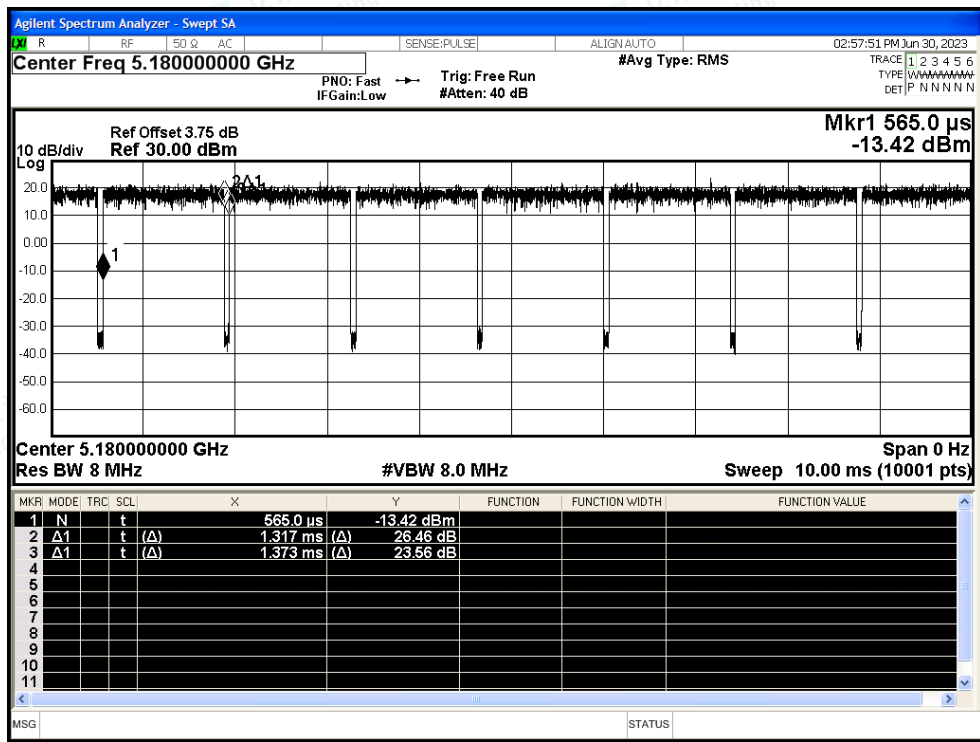 Agilent Spectrum Analyzer - Swept SA
LXI R RF 50 Ω AC SENSE:PULSE ALIGN AUTO 02:57:51 PM Jun 30, 2023
Center Freq 5.180000000 GHz #Avg Type: RMS TRACE 1 2 3 4 5 6
PNO: Fast Trig: Free Run TYPE WWWWWW
IFGain:Low #Atten: 40 dB DET P N N N N N
Mkr1 565.0 µs
-13.42 dBm
Ref Offset 3.75 dB
10 dB/div Ref 30.00 dBm
Log
20.0
10.0
0.00
-10.0
-20.0
-30.0
-40.0
-50.0
-60.0
2Δ1
1
Center 5.180000000 GHz Span 0 Hz
Res BW 8 MHz #VBW 8.0 MHz Sweep 10.00 ms (10001 pts)
MKR MODE TRC SCL X Y FUNCTION FUNCTION WIDTH FUNCTION VALUE
1 N t 565.0 µs -13.42 dBm
2 Δ1 t (Δ) 1.317 ms (Δ) 26.46 dB
3 Δ1 t (Δ) 1.373 ms (Δ) 23.56 dB
4
5
6
7
8
9
10
11
MSG STATUS